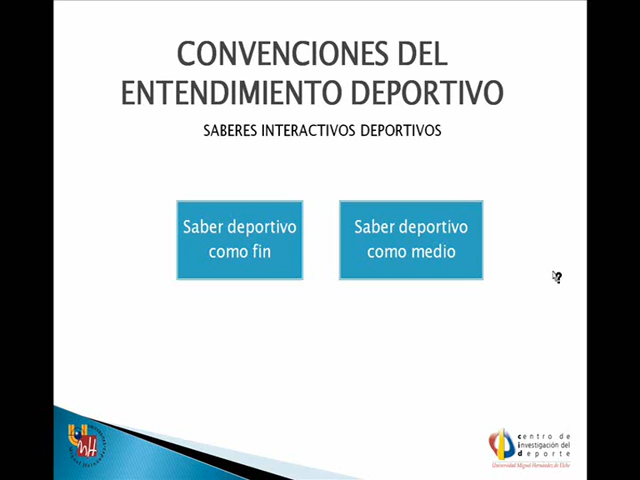 CONVENCIONES DEL
ENTENDIMIENTO DEPORTIVO
SABERES INTERACTIVOS DEPORTIVOS
Saber deportivo
como fin
Saber deportivo
como medio
centro de
investigación del
deporte
Universidad Miguel Hernández de Elche